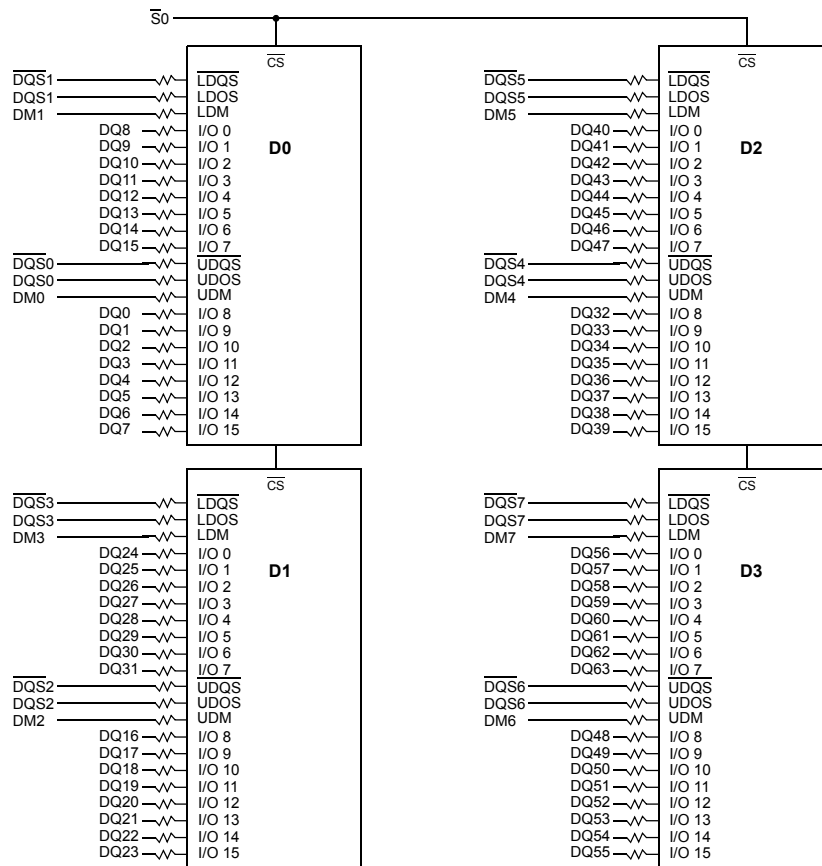 S0
CS
DQS1 LDQS
DQS1 LDOS
DM1 LDM
DQ8 I/O 0
DQ9 I/O 1
D0
DQ10 I/O 2
DQ11 I/O 3
DQ12 I/O 4
DQ13 I/O 5
DQ14 I/O 6
DQ15 I/O 7
DQS0 UDQS
DQS0 UDOS
DM0 UDM
DQ0 I/O 8
DQ1 I/O 9
DQ2 I/O 10
DQ3 I/O 11
DQ4 I/O 12
DQ5 I/O 13
DQ6 I/O 14
DQ7 I/O 15
CS
DQS5 LDQS
DQS5 LDOS
DM5 LDM
DQ40 I/O 0
DQ41 I/O 1
D2
DQ42 I/O 2
DQ43 I/O 3
DQ44 I/O 4
DQ45 I/O 5
DQ46 I/O 6
DQ47 I/O 7
DQS4 UDQS
DQS4 UDOS
DM4 UDM
DQ32 I/O 8
DQ33 I/O 9
DQ34 I/O 10
DQ35 I/O 11
DQ36 I/O 12
DQ37 I/O 13
DQ38 I/O 14
DQ39 I/O 15
CS
DQS3 LDQS
DQS3 LDOS
DM3 LDM
DQ24 I/O 0
DQ25 I/O 1
D1
DQ26 I/O 2
DQ27 I/O 3
DQ28 I/O 4
DQ29 I/O 5
DQ30 I/O 6
DQ31 I/O 7
DQS2 UDQS
DQS2 UDOS
DM2 UDM
DQ16 I/O 8
DQ17 I/O 9
DQ18 I/O 10
DQ19 I/O 11
DQ20 I/O 12
DQ21 I/O 13
DQ22 I/O 14
DQ23 I/O 15
CS
DQS7 LDQS
DQS7 LDOS
DM7 LDM
DQ56 I/O 0
DQ57 I/O 1
D3
DQ58 I/O 2
DQ59 I/O 3
DQ60 I/O 4
DQ61 I/O 5
DQ62 I/O 6
DQ63 I/O 7
DQS6 UDQS
DQS6 UDOS
DM6 UDM
DQ48 I/O 8
DQ49 I/O 9
DQ50 I/O 10
DQ51 I/O 11
DQ52 I/O 12
DQ53 I/O 13
DQ54 I/O 14
DQ55 I/O 15